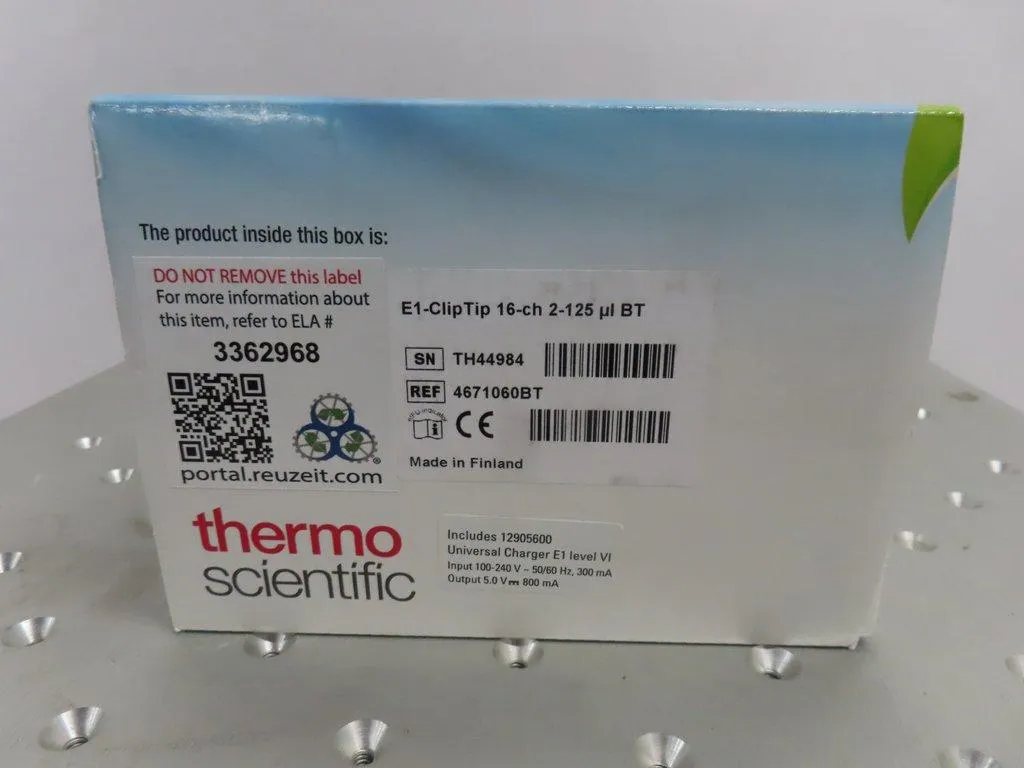 The product inside this box is:
DO NOT REMOVE this label
For more information about
this item, refer to ELA #
3362968
portal.reuzeit.com
®
E1-ClipTip 16-ch 2-125 µl BT
SN TH44984
REF 4671060BT
CE
Made in Finland
thermo
scientific
Includes 12905600
Universal Charger E1 level VI
Input 100-240 V ~ 50/60 Hz, 300 mA
Output 5.0 V⎓ 800 mA